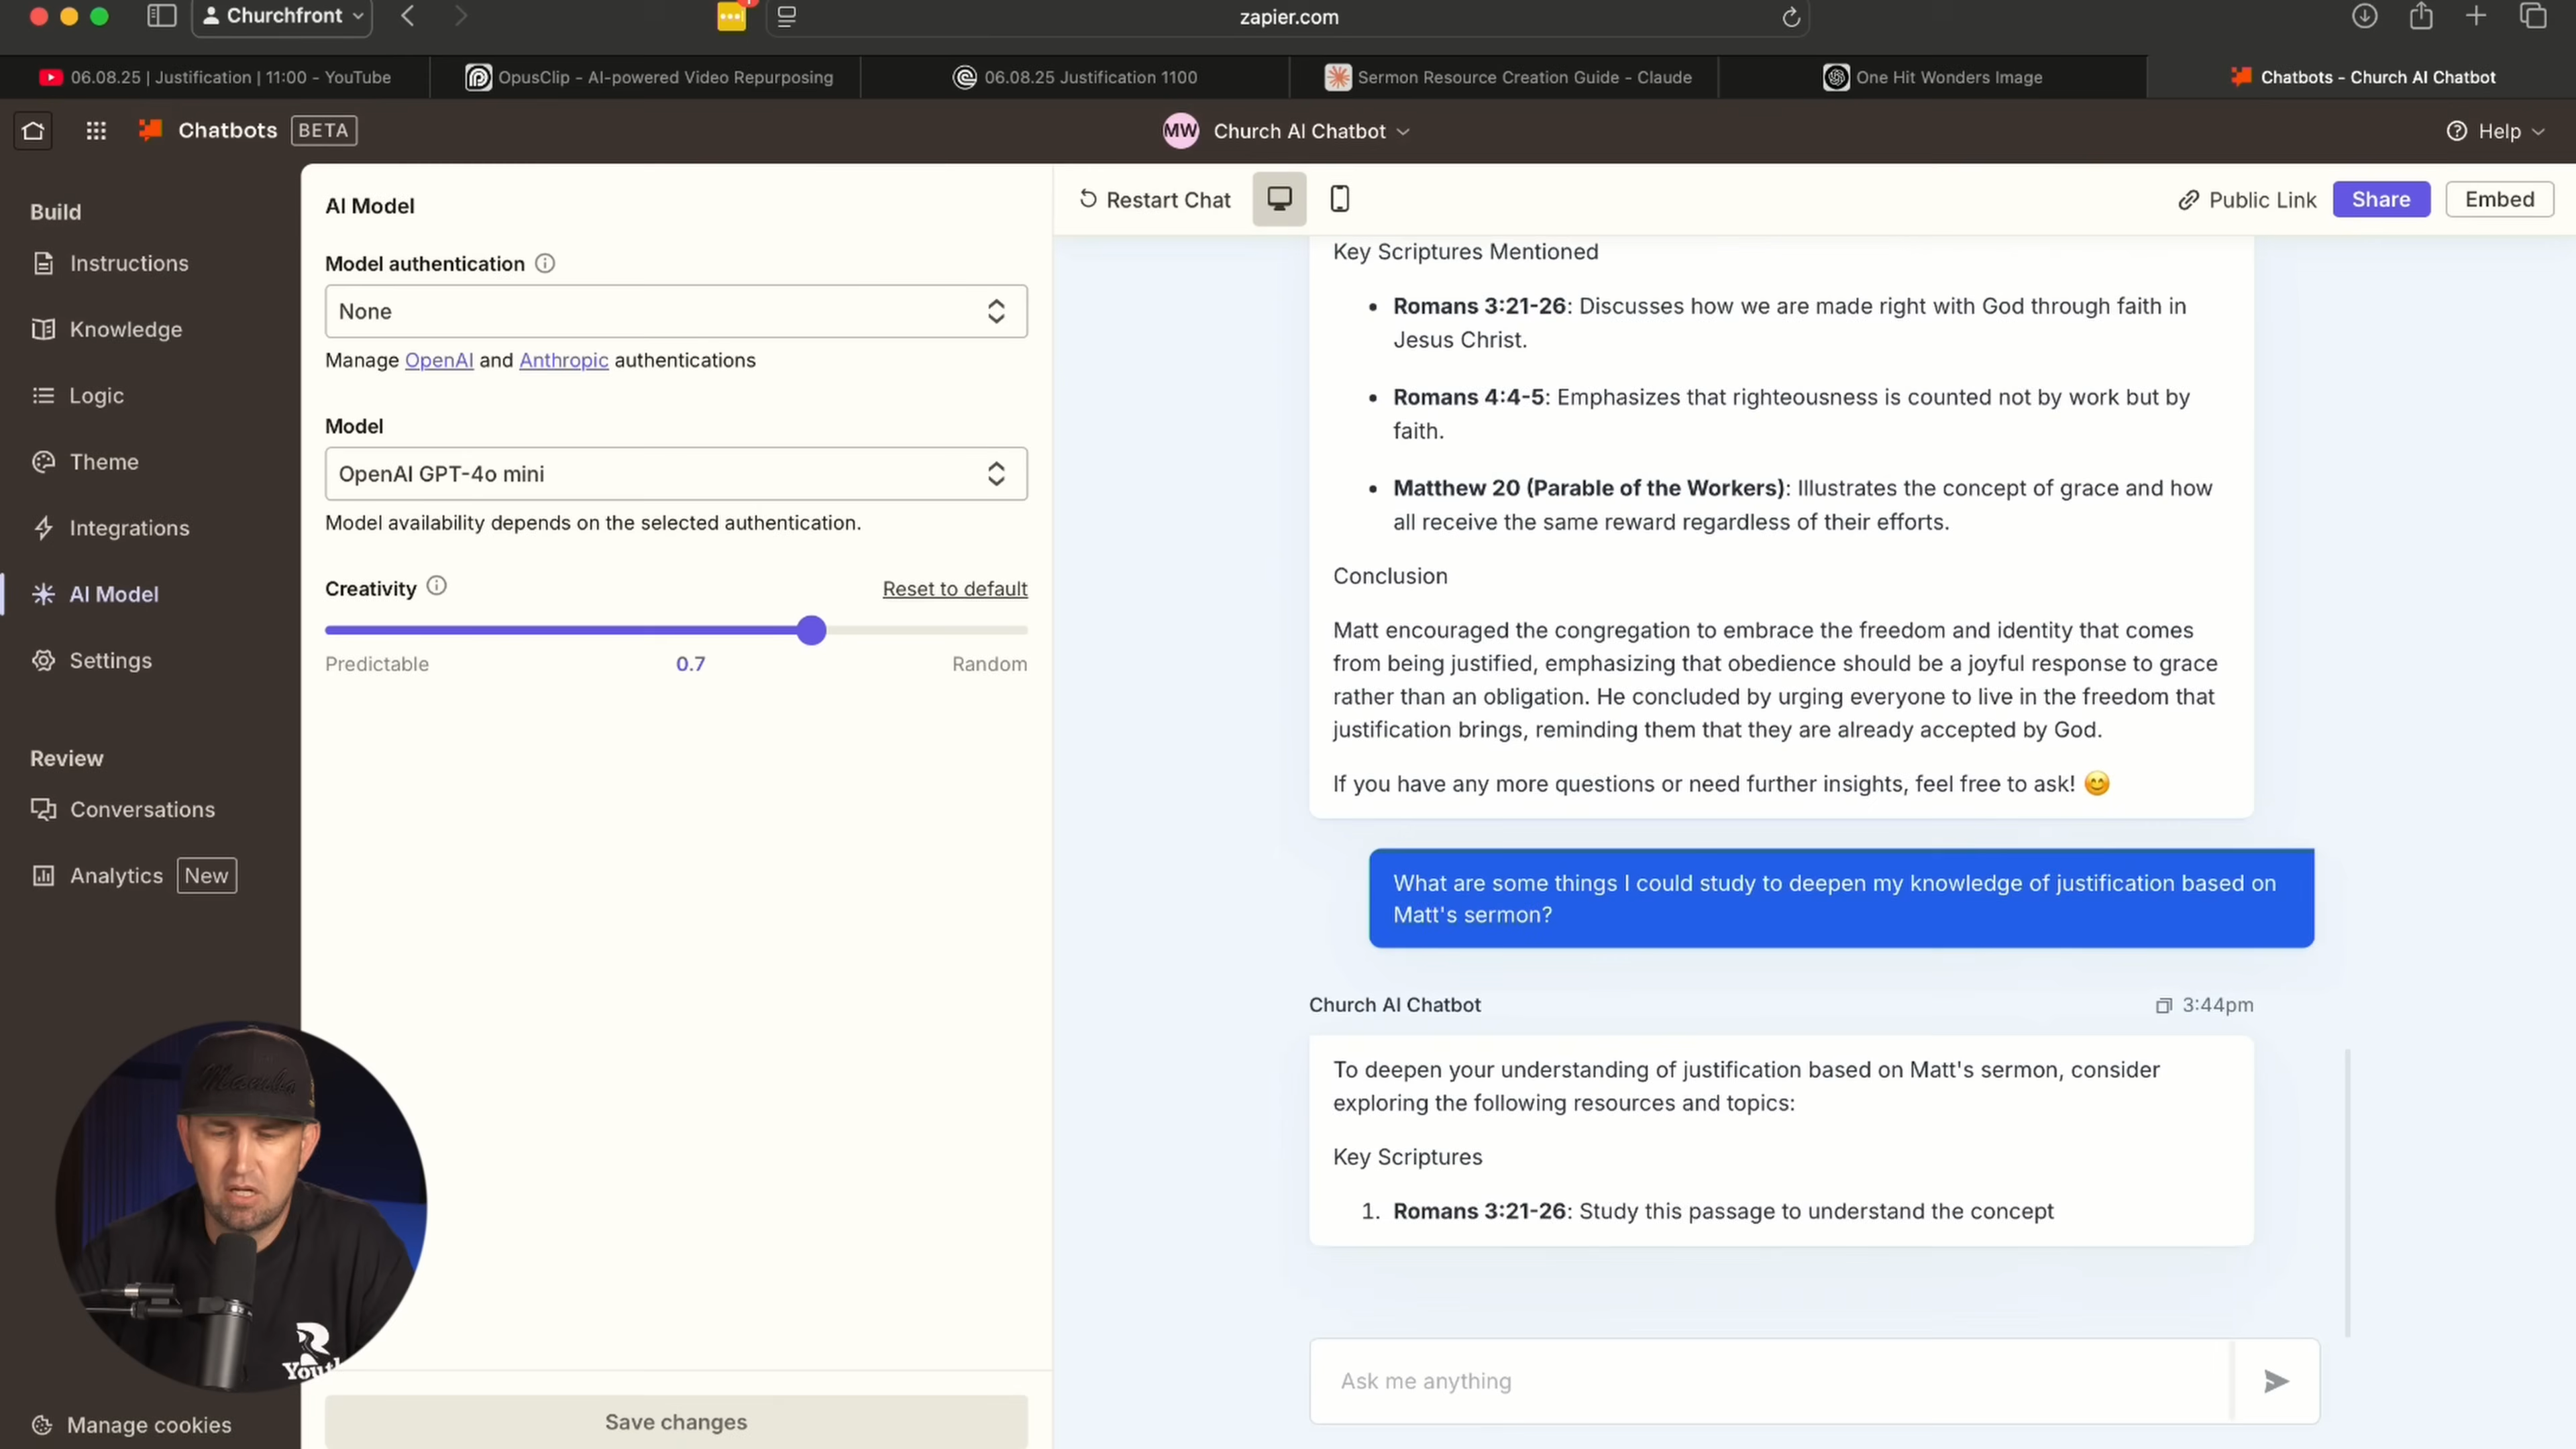 Churchfront
zapier.com
06.08.25 | Justification | 11:00 - YouTube
OpusClip - AI-powered Video Repurposing
06.08.25 Justification 1100
Sermon Resource Creation Guide - Claude
One Hit Wonders Image
Chatbots - Church AI Chatbot
Chatbots BETA
MW Church AI Chatbot
Help
Build
Instructions
Knowledge
Logic
Theme
Integrations
AI Model
Settings
Review
Conversations
Analytics New
Manage cookies
AI Model
Model authentication
None
Manage OpenAI and Anthropic authentications
Model
OpenAI GPT-4o mini
Model availability depends on the selected authentication.
Creativity
Reset to default
Predictable
0.7
Random
Save changes
Restart Chat
Public Link
Share
Embed
Key Scriptures Mentioned
• Romans 3:21-26: Discusses how we are made right with God through faith in
Jesus Christ.
• Romans 4:4-5: Emphasizes that righteousness is counted not by work but by
faith.
• Matthew 20 (Parable of the Workers): Illustrates the concept of grace and how
all receive the same reward regardless of their efforts.
Conclusion
Matt encouraged the congregation to embrace the freedom and identity that comes
from being justified, emphasizing that obedience should be a joyful response to grace
rather than an obligation. He concluded by urging everyone to live in the freedom that
justification brings, reminding them that they are already accepted by God.
If you have any more questions or need further insights, feel free to ask! 😊
What are some things I could study to deepen my knowledge of justification based on
Matt's sermon?
Church AI Chatbot
3:44pm
To deepen your understanding of justification based on Matt's sermon, consider
exploring the following resources and topics:
Key Scriptures
1. Romans 3:21-26: Study this passage to understand the concept
Ask me anything